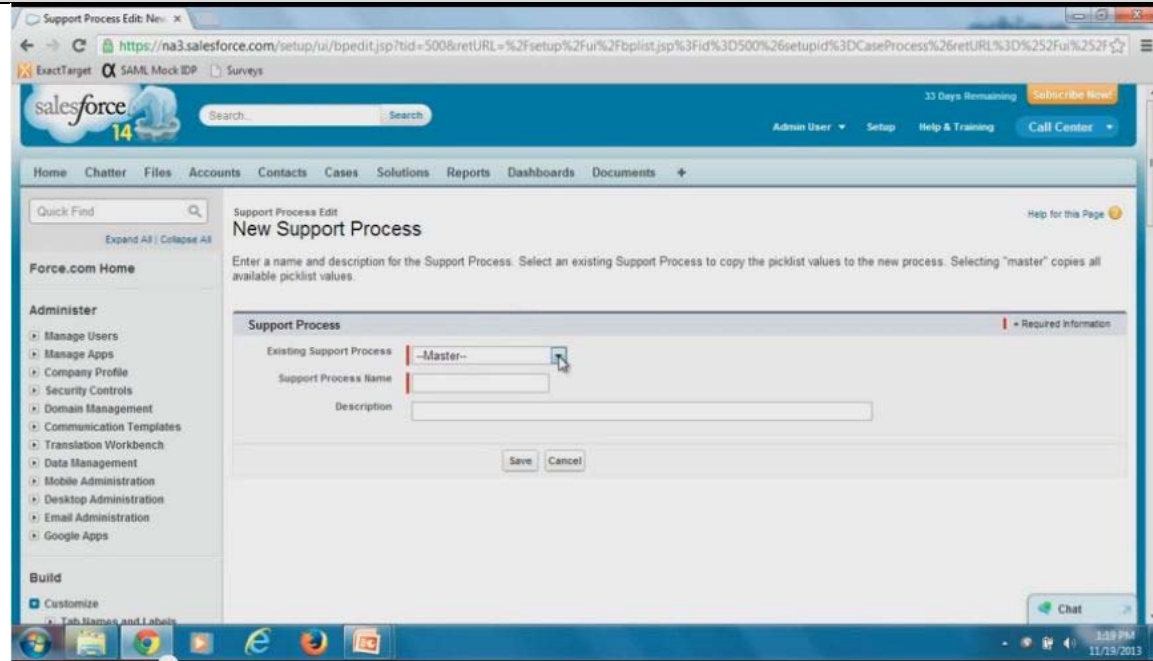 Support Process Edit: Nev
https://na3.salesforce.com/setup/ui/bpedit.jsp?tid=500&retURL=%2Fsetup%2Fui%2Fbplist.jsp%3Fid%3D500%26setupid%3DCaseProcess%26retURL%3D%252Fui%252F
ExactTarget SAML Mock IDP Surveys
salesforce
14
Search... Search
33 Days Remaining Subscribe Now!
Admin User Setup Help & Training Call Center
Home Chatter Files Accounts Contacts Cases Solutions Reports Dashboards Documents +
Quick Find
Expand All | Collapse All
Force.com Home
Administer
Manage Users
Manage Apps
Company Profile
Security Controls
Domain Management
Communication Templates
Translation Workbench
Data Management
Mobile Administration
Desktop Administration
Email Administration
Google Apps
Build
Customize
Tab Names and Labels
Support Process Edit
New Support Process
Help for this Page
Enter a name and description for the Support Process. Select an existing Support Process to copy the picklist values to the new process. Selecting "master" copies all
available picklist values.
Support Process
= Required Information
Existing Support Process --Master--
Support Process Name
Description
Save Cancel
Chat
1:19 PM
11/19/2013